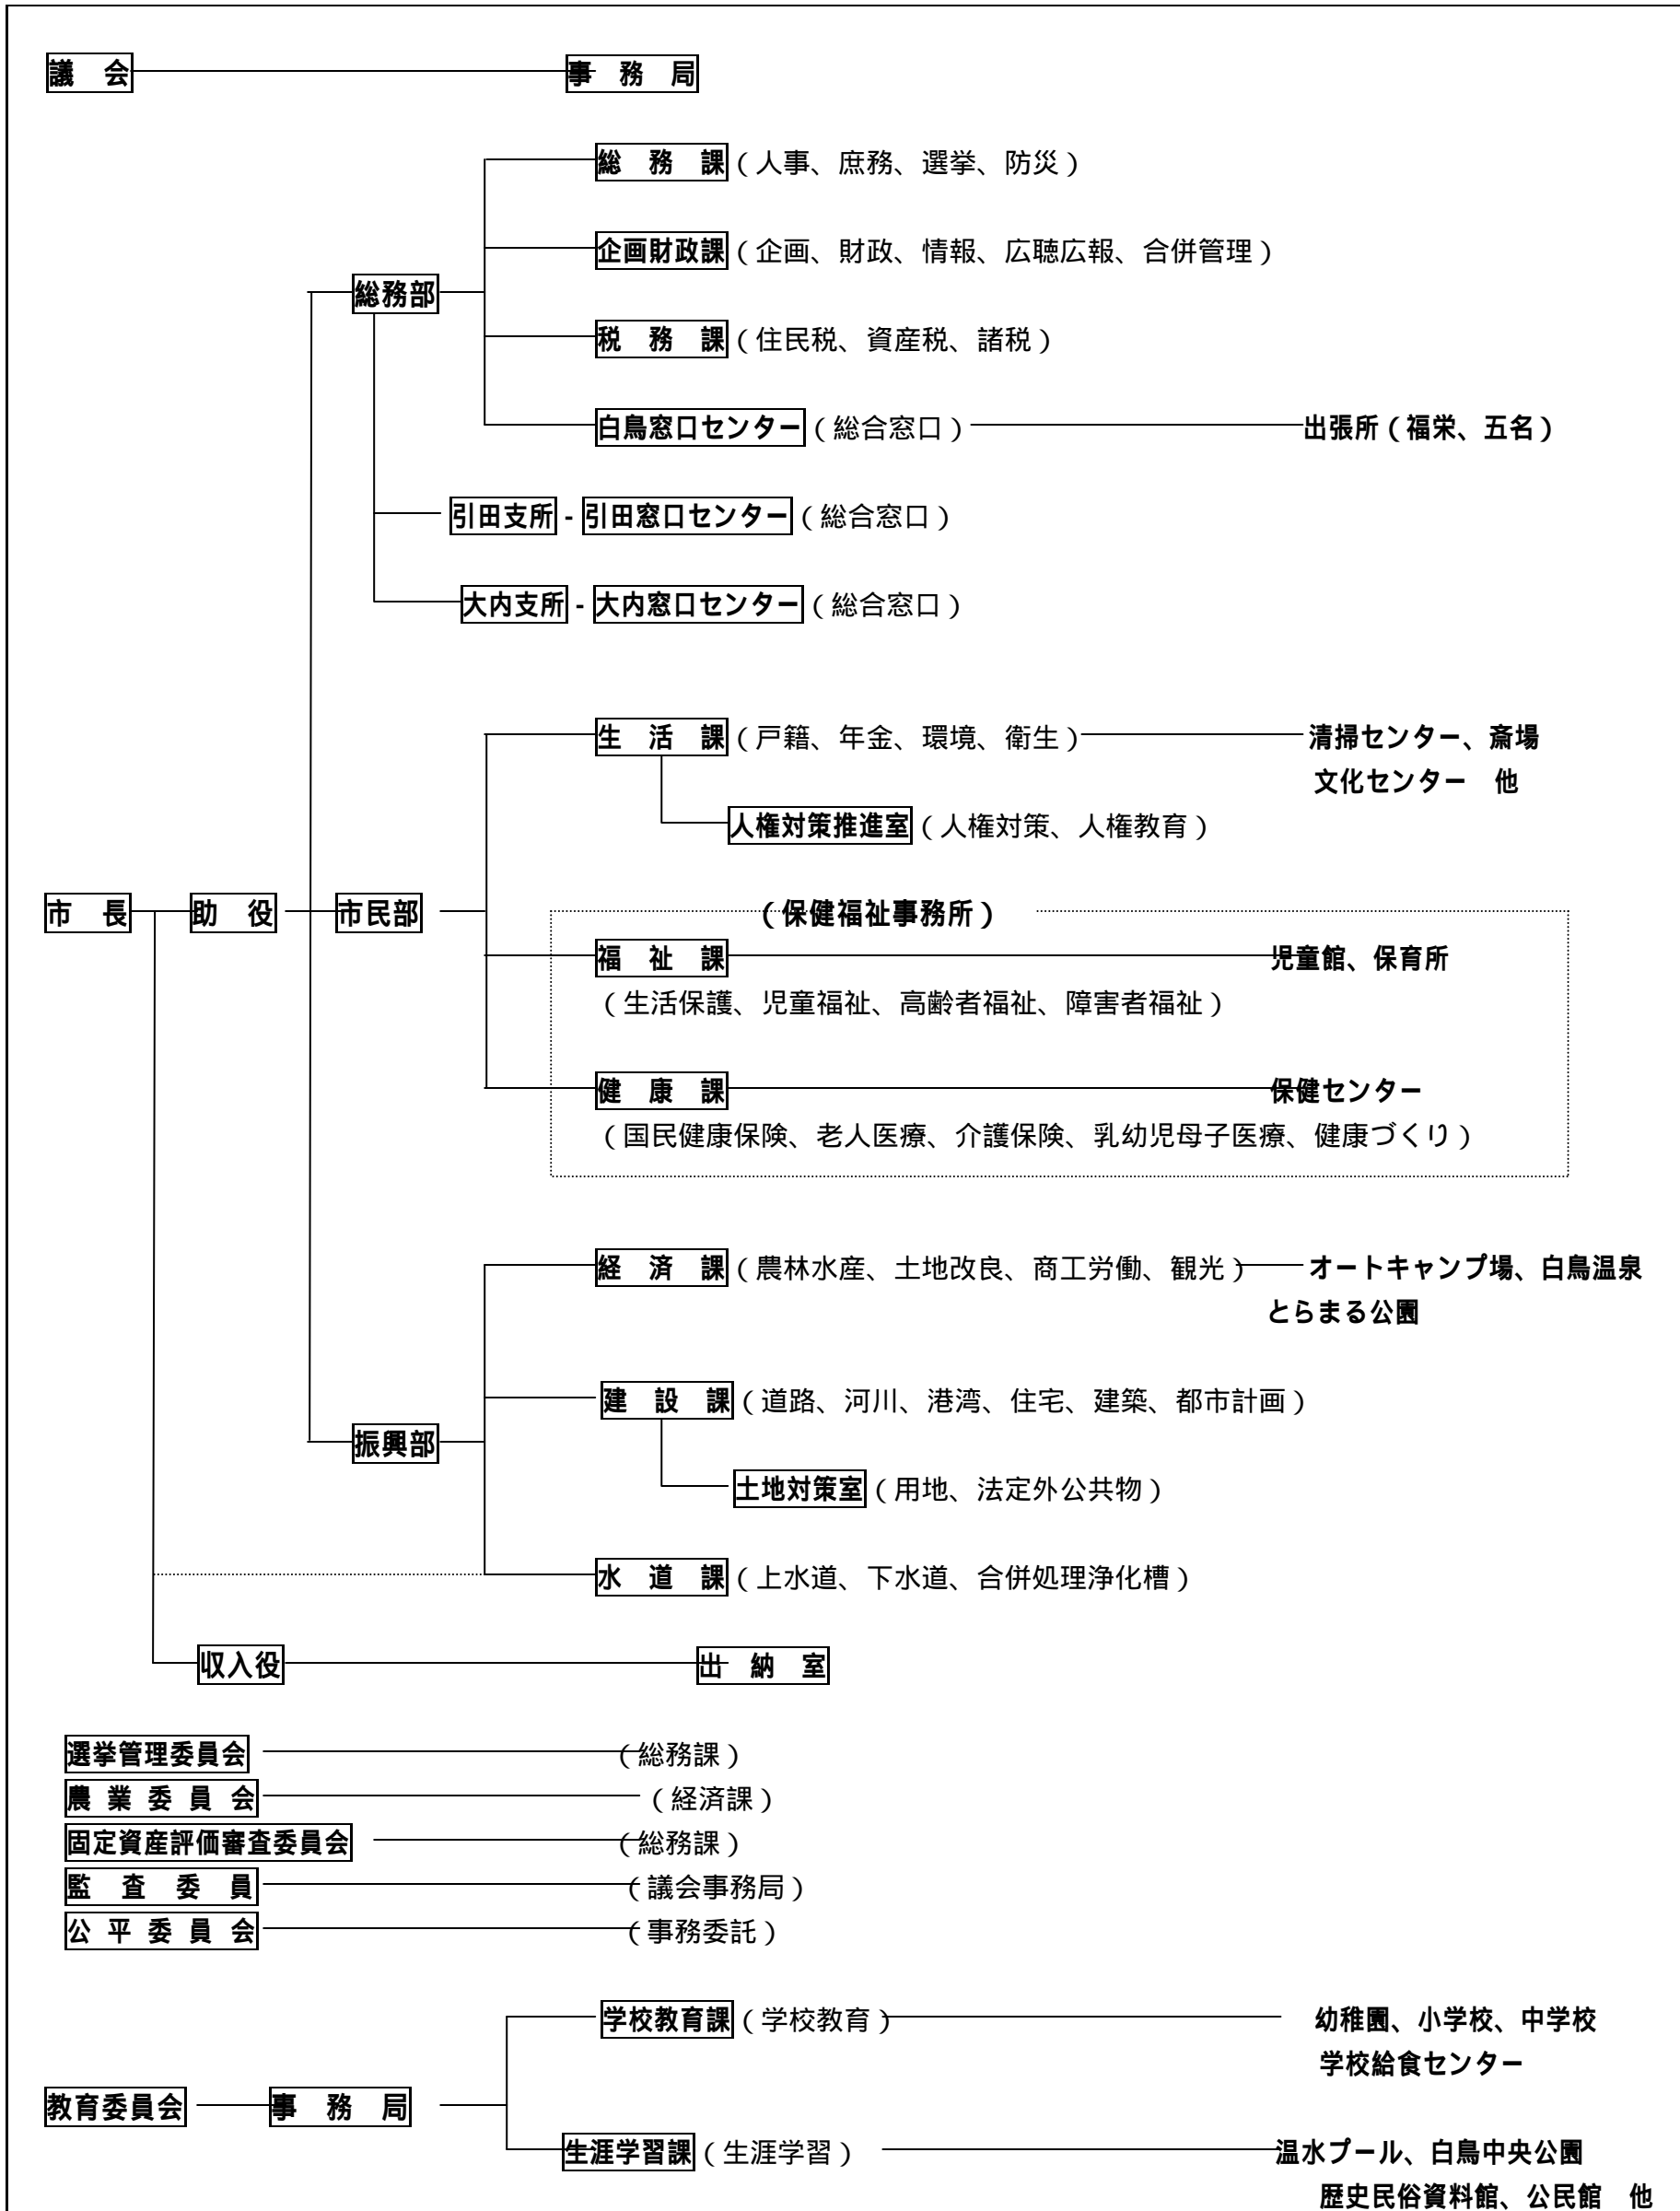 議　会　事　務　局
総　務　課（人事、庶務、選挙、防災）
企画財政課（企画、財政、情報、広聴広報、合併管理）
総務部
税　務　課（住民税、資産税、諸税）
白鳥窓口センター（総合窓口）　出張所（福栄、五名）
引田支所 - 引田窓口センター（総合窓口）
大内支所 - 大内窓口センター（総合窓口）
生　活　課（戸籍、年金、環境、衛生）　清掃センター、斎場
文化センター　他
人権対策推進室（人権対策、人権教育）
市　長　助　役　市民部　（保健福祉事務所）
福　祉　課　児童館、保育所
（生活保護、児童福祉、高齢者福祉、障害者福祉）
健　康　課　保健センター
（国民健康保険、老人医療、介護保険、乳幼児母子医療、健康づくり）
経　済　課（農林水産、土地改良、商工労働、観光）　オートキャンプ場、白鳥温泉
とらまる公園
建　設　課（道路、河川、港湾、住宅、建築、都市計画）
振興部
土地対策室（用地、法定外公共物）
水　道　課（上水道、下水道、合併処理浄化槽）
収入役　出　納　室
選挙管理委員会　（総務課）
農　業　委　員　会　（経済課）
固定資産評価審査委員会　（総務課）
監　査　委　員　（議会事務局）
公　平　委　員　会　（事務委託）
学校教育課（学校教育）　幼稚園、小学校、中学校
学校給食センター
教育委員会　事　務　局
生涯学習課（生涯学習）　温水プール、白鳥中央公園
歴史民俗資料館、公民館　他